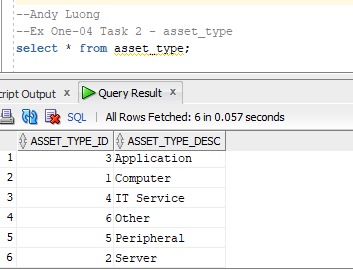 --Andy Luong
--Ex One-04 Task 2 - asset_type
select * from asset_type;
cript Output x Query Result x
SQL | All Rows Fetched: 6 in 0.057 seconds
ASSET_TYPE_ID ASSET_TYPE_DESC
1 3 Application
2 1 Computer
3 4 IT Service
4 6 Other
5 5 Peripheral
6 2 Server